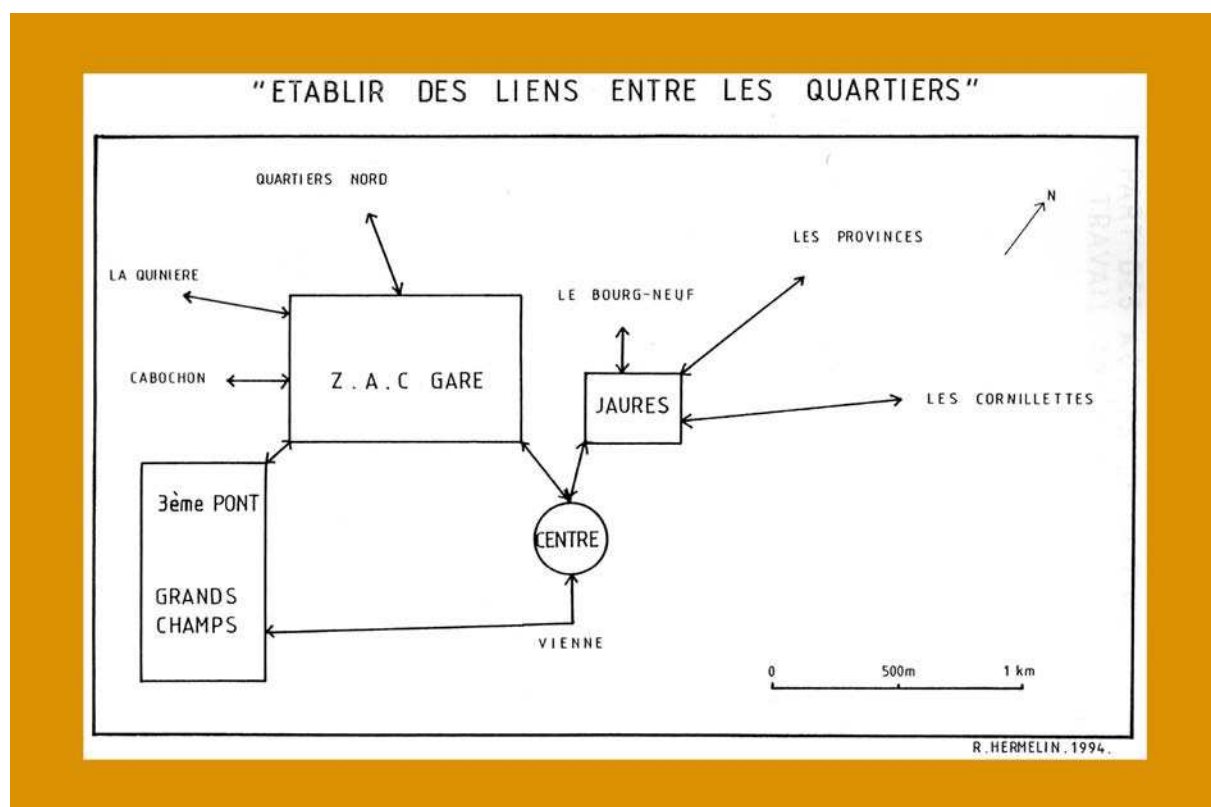 "ETABLIR DES LIENS ENTRE LES QUARTIERS"
QUARTIERS NORD
N
LES PROVINCES
LA QUINIERE
LE BOURG-NEUF
CABOCHON
Z.A.C GARE
JAURES
LES CORNILLETTES
3ème PONT
CENTRE
GRANDS
CHAMPS
VIENNE
0 500m 1 km
R.HERMELIN.1994.